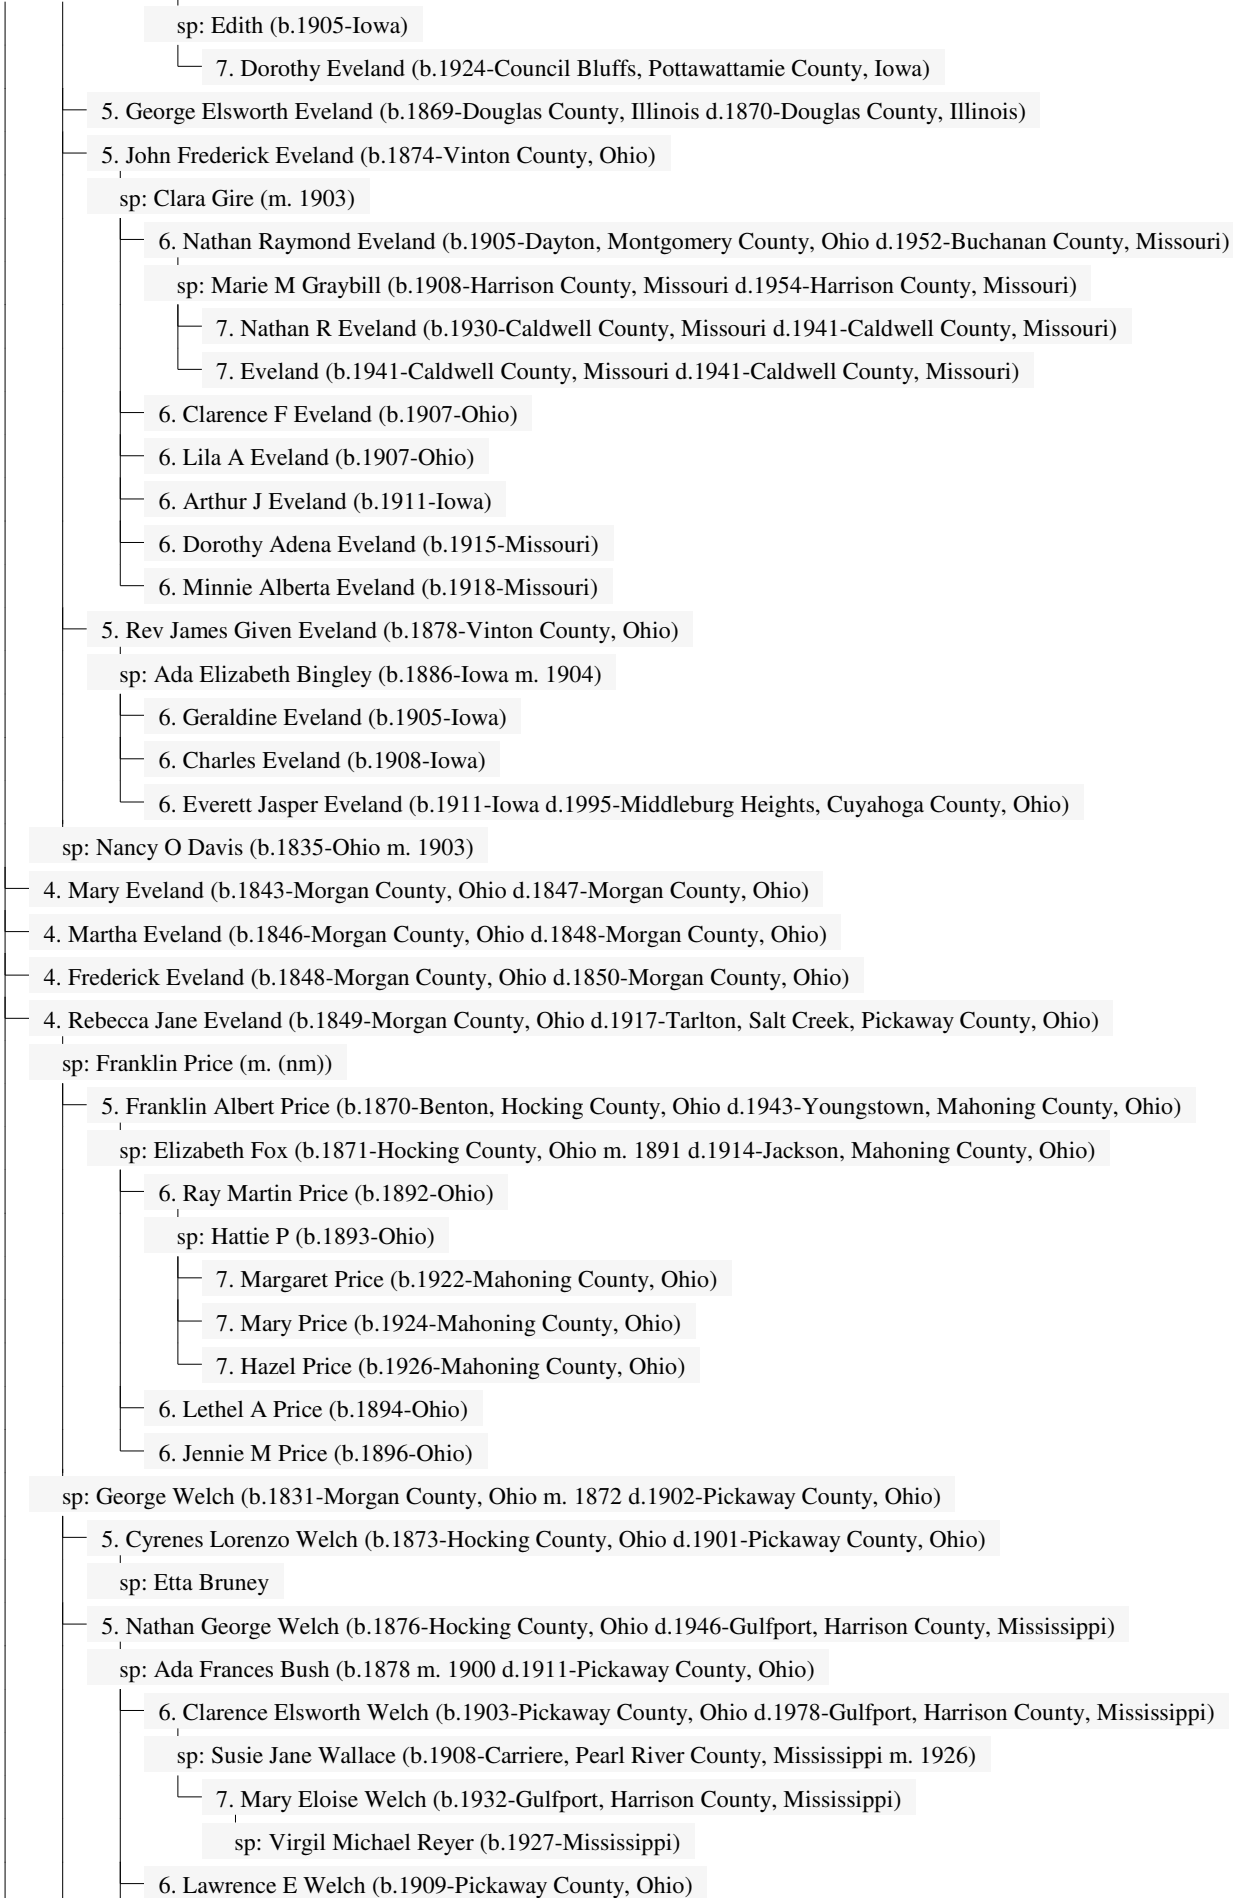 sp: Edith (b.1905-Iowa)
7. Dorothy Eveland (b.1924-Council Bluffs, Pottawattamie County, Iowa)
5. George Elsworth Eveland (b.1869-Douglas County, Illinois d.1870-Douglas County, Illinois)
5. John Frederick Eveland (b.1874-Vinton County, Ohio)
sp: Clara Gire (m. 1903)
6. Nathan Raymond Eveland (b.1905-Dayton, Montgomery County, Ohio d.1952-Buchanan County, Missouri)
sp: Marie M Graybill (b.1908-Harrison County, Missouri d.1954-Harrison County, Missouri)
7. Nathan R Eveland (b.1930-Caldwell County, Missouri d.1941-Caldwell County, Missouri)
7. Eveland (b.1941-Caldwell County, Missouri d.1941-Caldwell County, Missouri)
6. Clarence F Eveland (b.1907-Ohio)
6. Lila A Eveland (b.1907-Ohio)
6. Arthur J Eveland (b.1911-Iowa)
6. Dorothy Adena Eveland (b.1915-Missouri)
6. Minnie Alberta Eveland (b.1918-Missouri)
5. Rev James Given Eveland (b.1878-Vinton County, Ohio)
sp: Ada Elizabeth Bingley (b.1886-Iowa m. 1904)
6. Geraldine Eveland (b.1905-Iowa)
6. Charles Eveland (b.1908-Iowa)
6. Everett Jasper Eveland (b.1911-Iowa d.1995-Middleburg Heights, Cuyahoga County, Ohio)
sp: Nancy O Davis (b.1835-Ohio m. 1903)
4. Mary Eveland (b.1843-Morgan County, Ohio d.1847-Morgan County, Ohio)
4. Martha Eveland (b.1846-Morgan County, Ohio d.1848-Morgan County, Ohio)
4. Frederick Eveland (b.1848-Morgan County, Ohio d.1850-Morgan County, Ohio)
4. Rebecca Jane Eveland (b.1849-Morgan County, Ohio d.1917-Tarlton, Salt Creek, Pickaway County, Ohio)
sp: Franklin Price (m. (nm))
5. Franklin Albert Price (b.1870-Benton, Hocking County, Ohio d.1943-Youngstown, Mahoning County, Ohio)
sp: Elizabeth Fox (b.1871-Hocking County, Ohio m. 1891 d.1914-Jackson, Mahoning County, Ohio)
6. Ray Martin Price (b.1892-Ohio)
sp: Hattie P (b.1893-Ohio)
7. Margaret Price (b.1922-Mahoning County, Ohio)
7. Mary Price (b.1924-Mahoning County, Ohio)
7. Hazel Price (b.1926-Mahoning County, Ohio)
6. Lethel A Price (b.1894-Ohio)
6. Jennie M Price (b.1896-Ohio)
sp: George Welch (b.1831-Morgan County, Ohio m. 1872 d.1902-Pickaway County, Ohio)
5. Cyrenes Lorenzo Welch (b.1873-Hocking County, Ohio d.1901-Pickaway County, Ohio)
sp: Etta Bruney
5. Nathan George Welch (b.1876-Hocking County, Ohio d.1946-Gulfport, Harrison County, Mississippi)
sp: Ada Frances Bush (b.1878 m. 1900 d.1911-Pickaway County, Ohio)
6. Clarence Elsworth Welch (b.1903-Pickaway County, Ohio d.1978-Gulfport, Harrison County, Mississippi)
sp: Susie Jane Wallace (b.1908-Carriere, Pearl River County, Mississippi m. 1926)
7. Mary Eloise Welch (b.1932-Gulfport, Harrison County, Mississippi)
sp: Virgil Michael Reyer (b.1927-Mississippi)
6. Lawrence E Welch (b.1909-Pickaway County, Ohio)